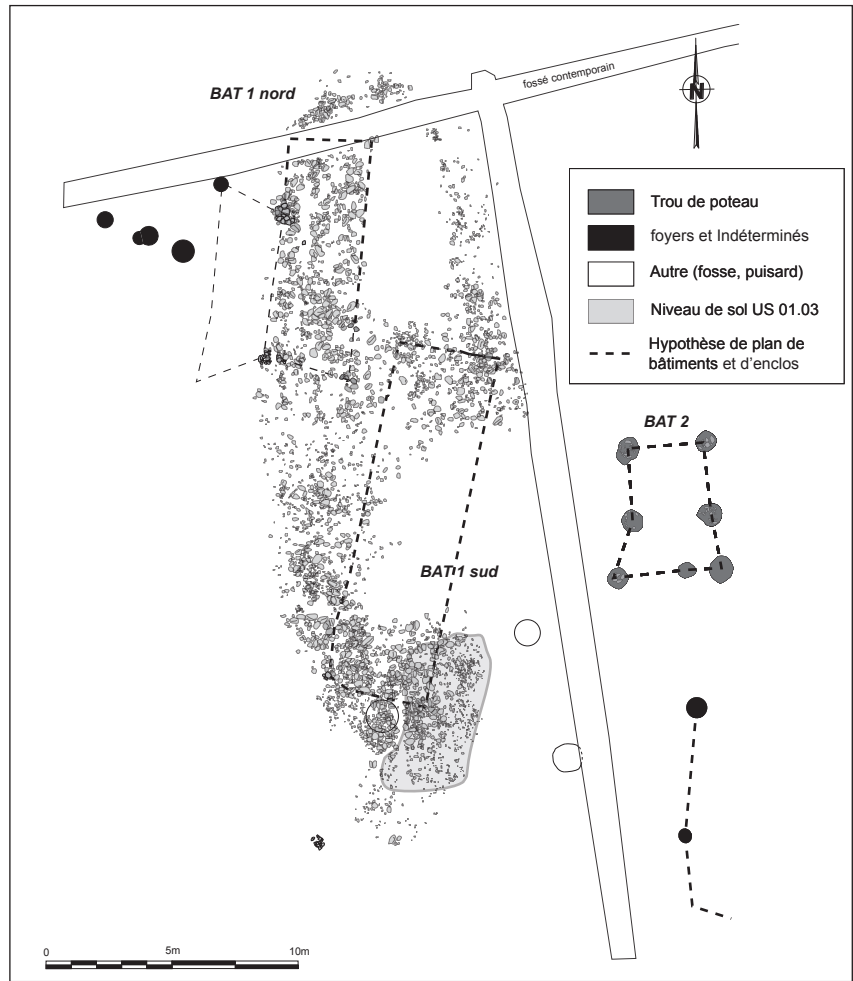 BAT 1 nord
fossé contemporain
N
Trou de poteau
foyers et Indéterminés
Autre (fosse, puisard)
Niveau de sol US 01.03
Hypothèse de plan de
bâtiments et d'enclos
BAT 2
BAT 1 sud
0 5m 10m